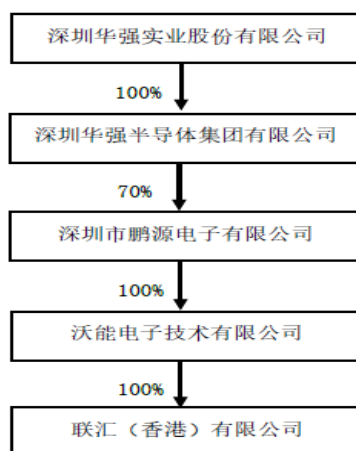 深圳华强实业股份有限公司
100%
深圳华强半导体集团有限公司
70%
深圳市鹏源电子有限公司
100%
沃能电子技术有限公司
100%
联汇（香港）有限公司